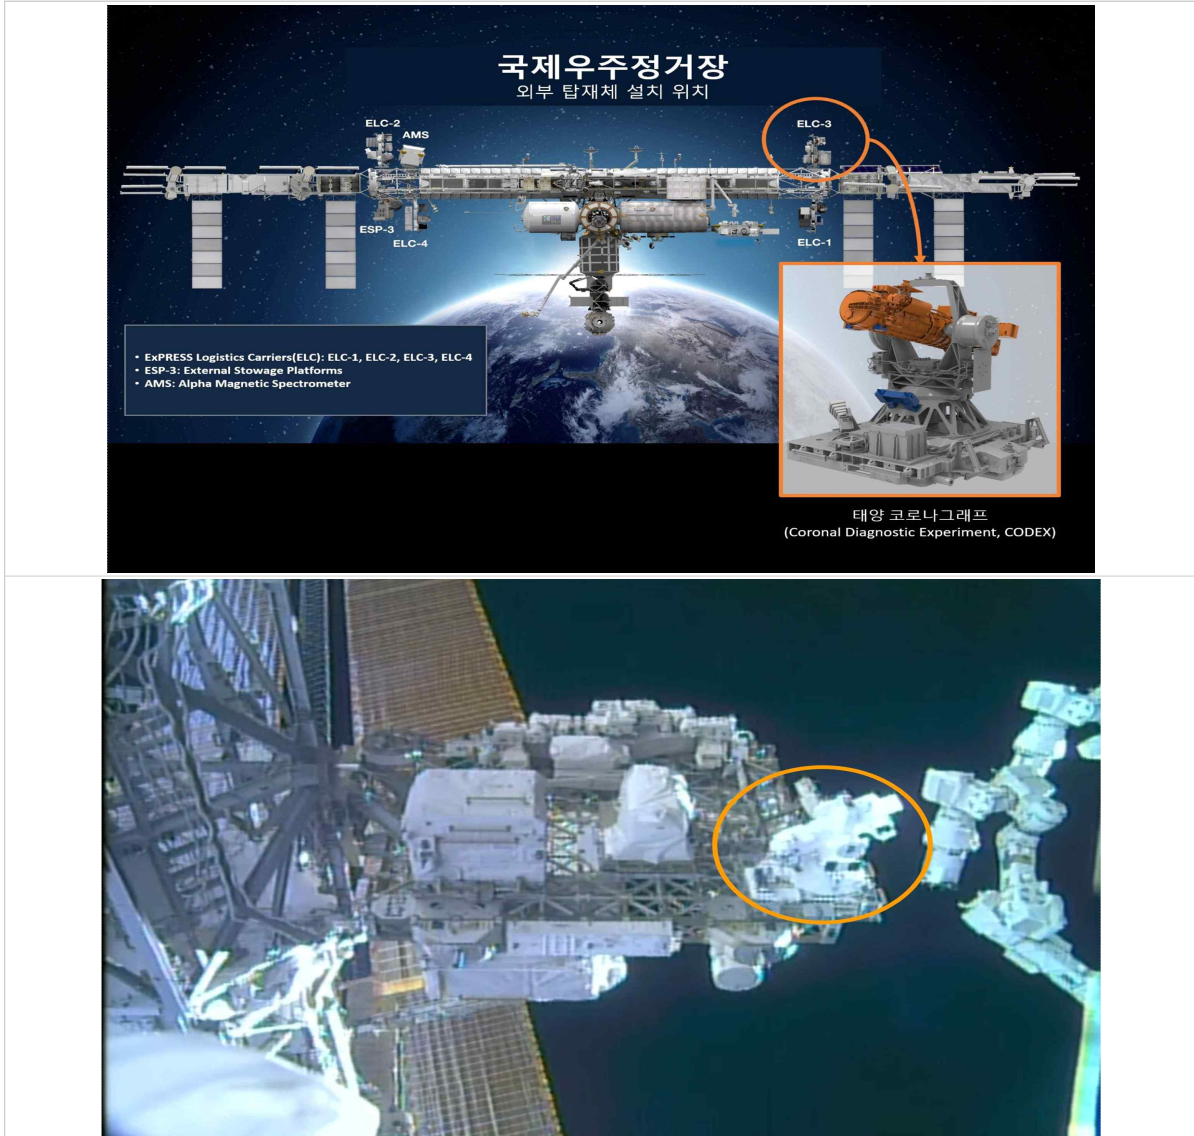 국제우주정거장
외부 탑재체 설치 위치
ELC-2
AMS
ELC-3
ESP-3
ELC-4
ELC-1
• ExPRESS Logistics Carriers(ELC): ELC-1, ELC-2, ELC-3, ELC-4
• ESP-3: External Stowage Platforms
• AMS: Alpha Magnetic Spectrometer
태양 코로나그래프
(Coronal Diagnostic Experiment, CODEX)